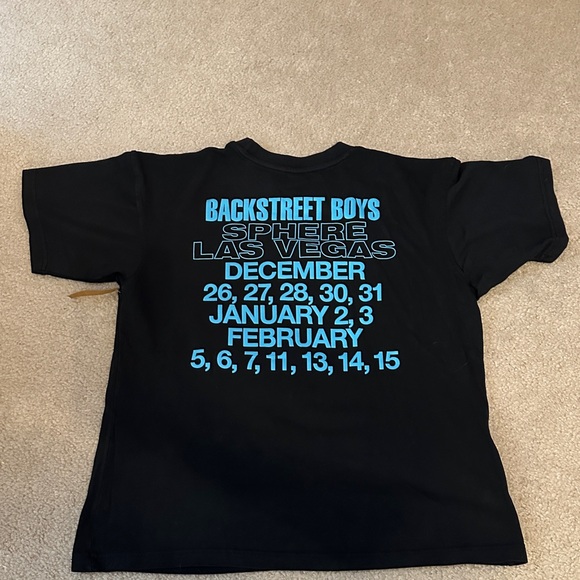 BACKSTREET BOYS
SPHERE
LAS VEGAS
DECEMBER
26, 27, 28, 30, 31
JANUARY 2, 3
FEBRUARY
5, 6, 7, 11, 13, 14, 15